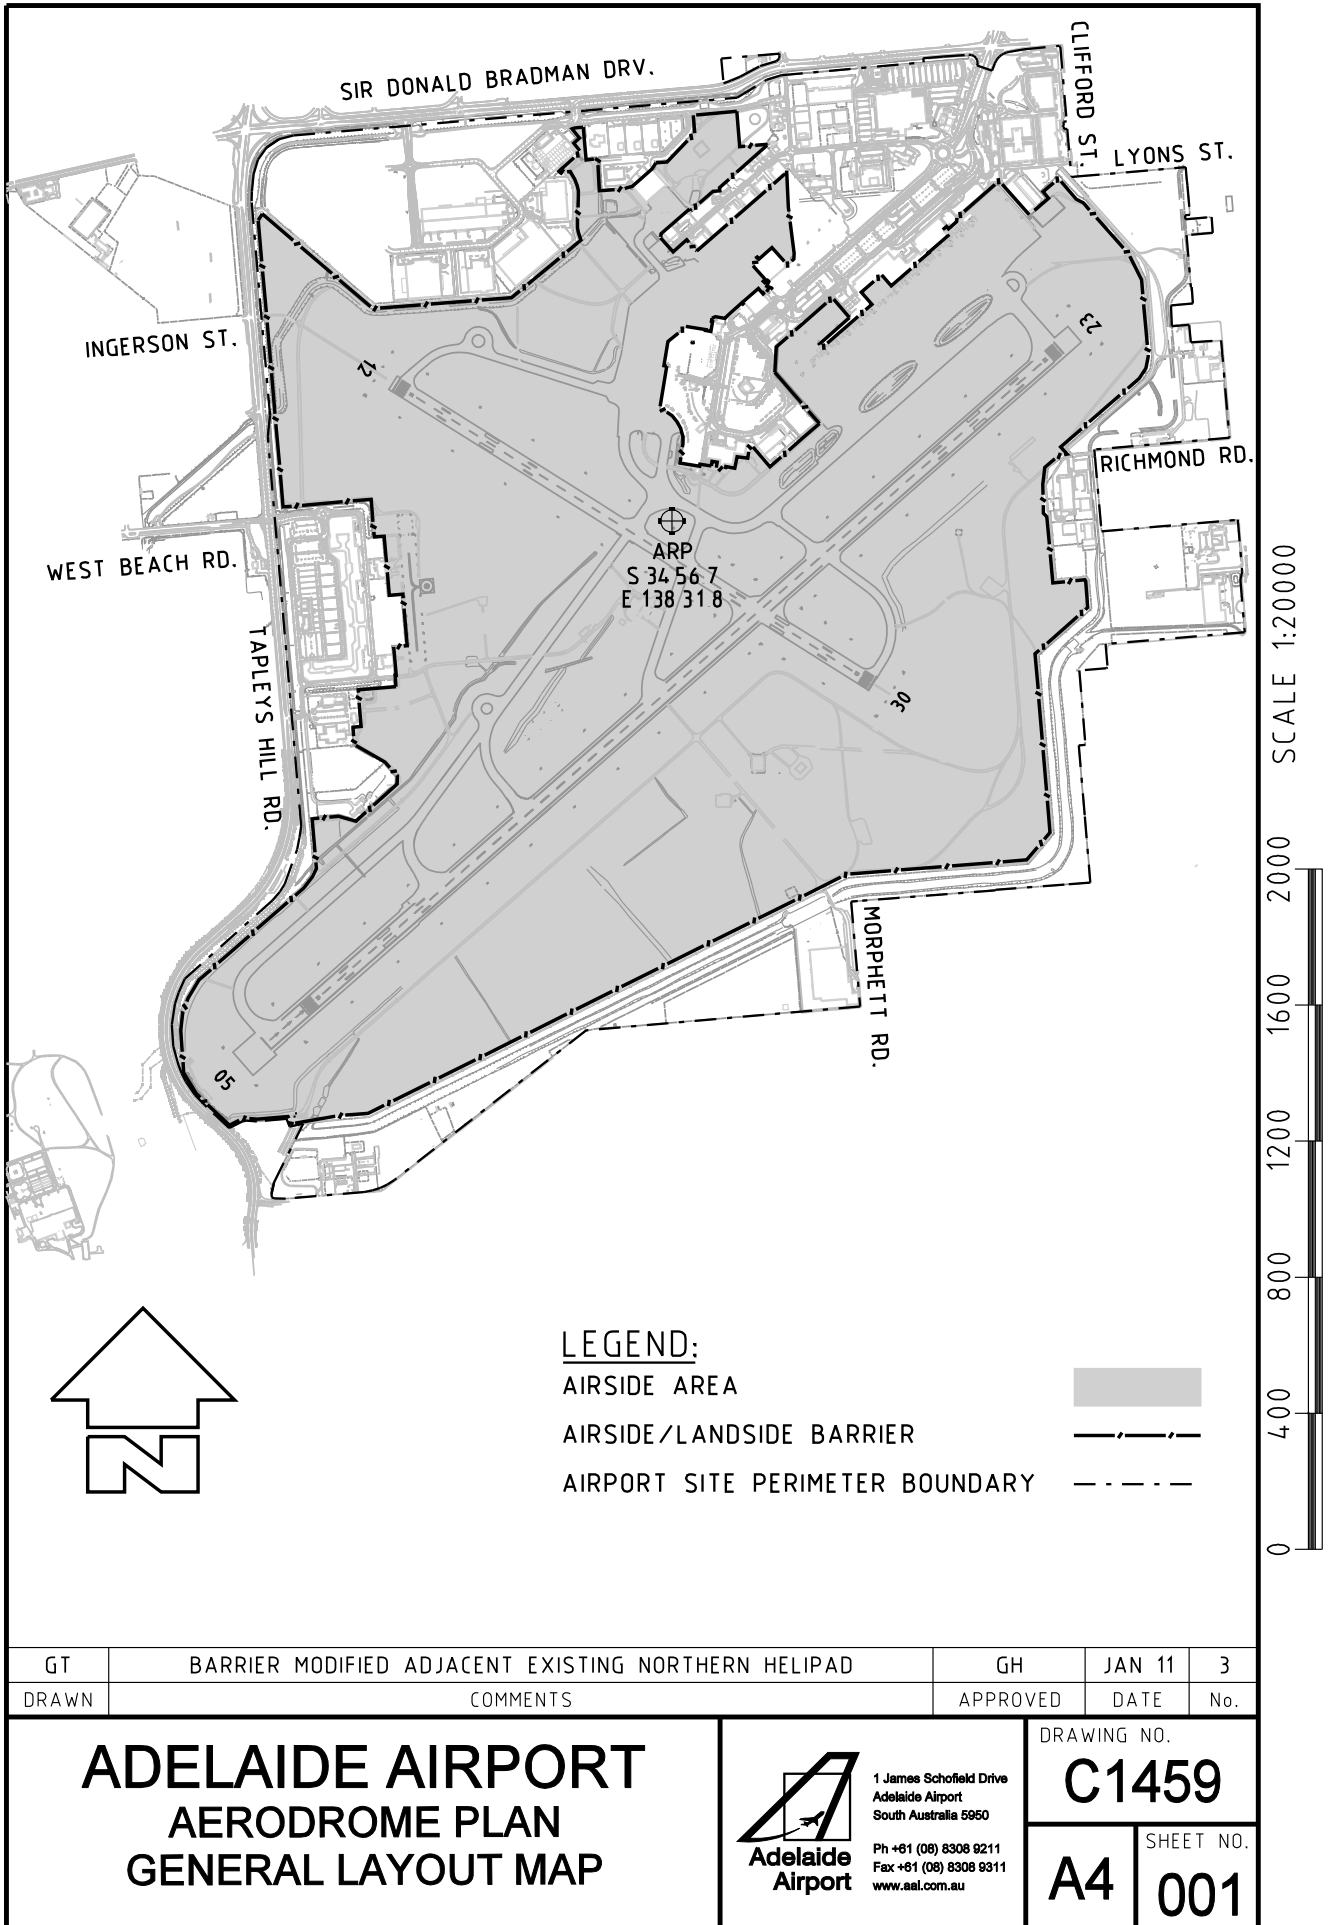 SIR DONALD BRADMAN DRV.
CLIFFORD ST.
LYONS ST.
INGERSON ST.
12
23
RICHMOND RD.
WEST BEACH RD.
ARP
S 34 56 7
E 138 31 8
TAPLEYS HILL RD.
30
MORPHETT RD.
05
SCALE 1:20000
2000
1600
1200
800
400
0
N
LEGEND:
AIRSIDE AREA
AIRSIDE/LANDSIDE BARRIER
AIRPORT SITE PERIMETER BOUNDARY
GT BARRIER MODIFIED ADJACENT EXISTING NORTHERN HELIPAD GH JAN 11 3
DRAWN COMMENTS APPROVED DATE No.
ADELAIDE AIRPORT
AERODROME PLAN
GENERAL LAYOUT MAP
Adelaide
Airport
1 James Schofield Drive
Adelaide Airport
South Australia 5950
Ph +61 (08) 8308 9211
Fax +61 (08) 8308 9311
www.aal.com.au
DRAWING NO.
C1459
A4
SHEET NO.
001